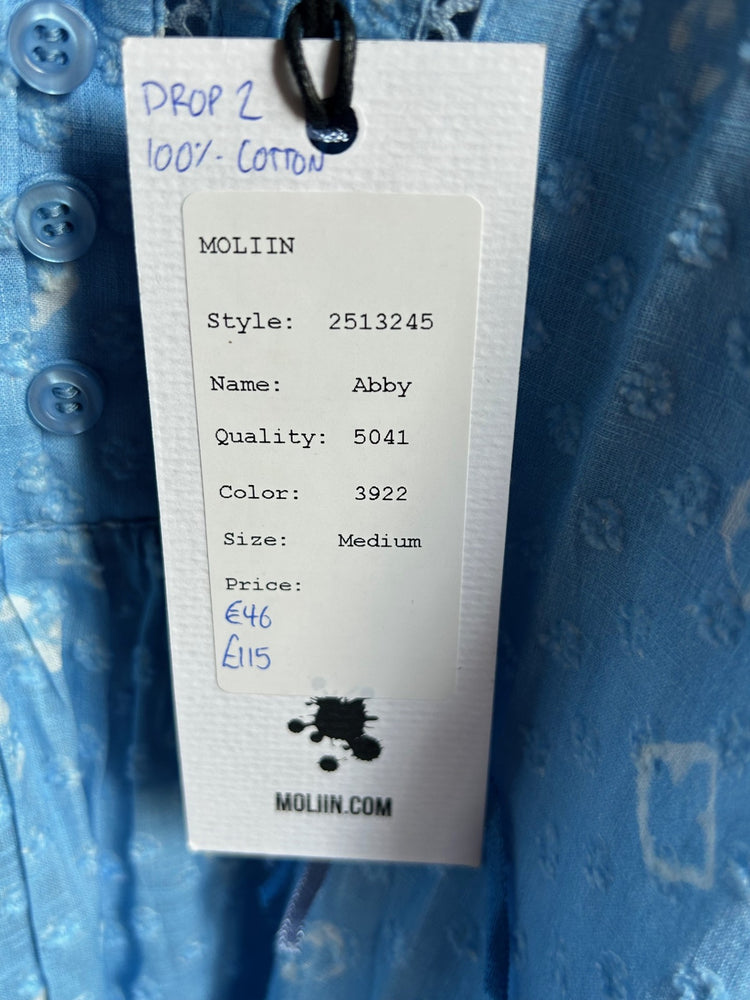 DROP 2
100% COTTON
MOLIIN
Style: 2513245
Name: Abby
Quality: 5041
Color: 3922
Size: Medium
Price:
€46
£115
MOLIIN.COM